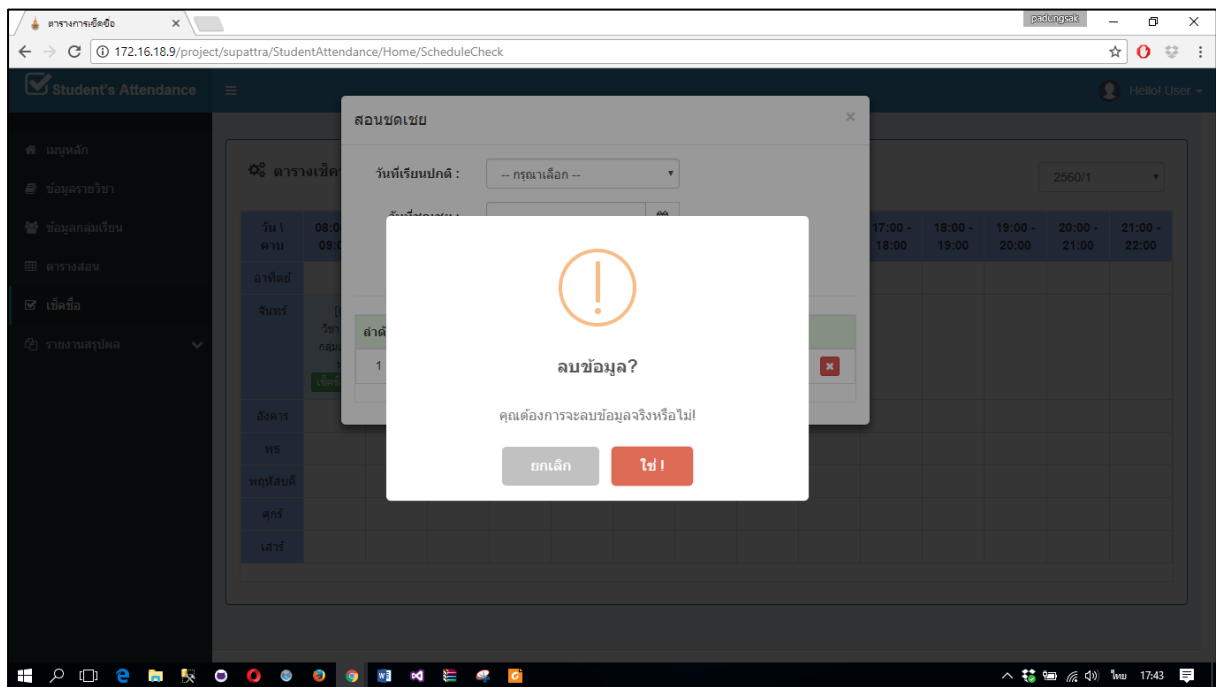 ตารางการเช็คชื่อ
padungsak
172.16.18.9/project/supattra/StudentAttendance/Home/ScheduleCheck
Student's Attendance
Hello! User
สอนชดเชย
เมนูหลัก
ข้อมูลรายวิชา
ข้อมูลกลุ่มเรียน
ตารางสอน
เช็คชื่อ
รายงานสรุปผล
วันที่เรียนปกติ :
-- กรุณาเลือก --
2560/1
วัน \ คาบ
17:00 - 18:00
18:00 - 19:00
19:00 - 20:00
20:00 - 21:00
21:00 - 22:00
อาทิตย์
จันทร์
1
อังคาร
พุธ
พฤหัสบดี
ศุกร์
เสาร์
ลบข้อมูล?
คุณต้องการจะลบข้อมูลจริงหรือไม่!
ยกเลิก
ใช่ !
ไทย
17:43